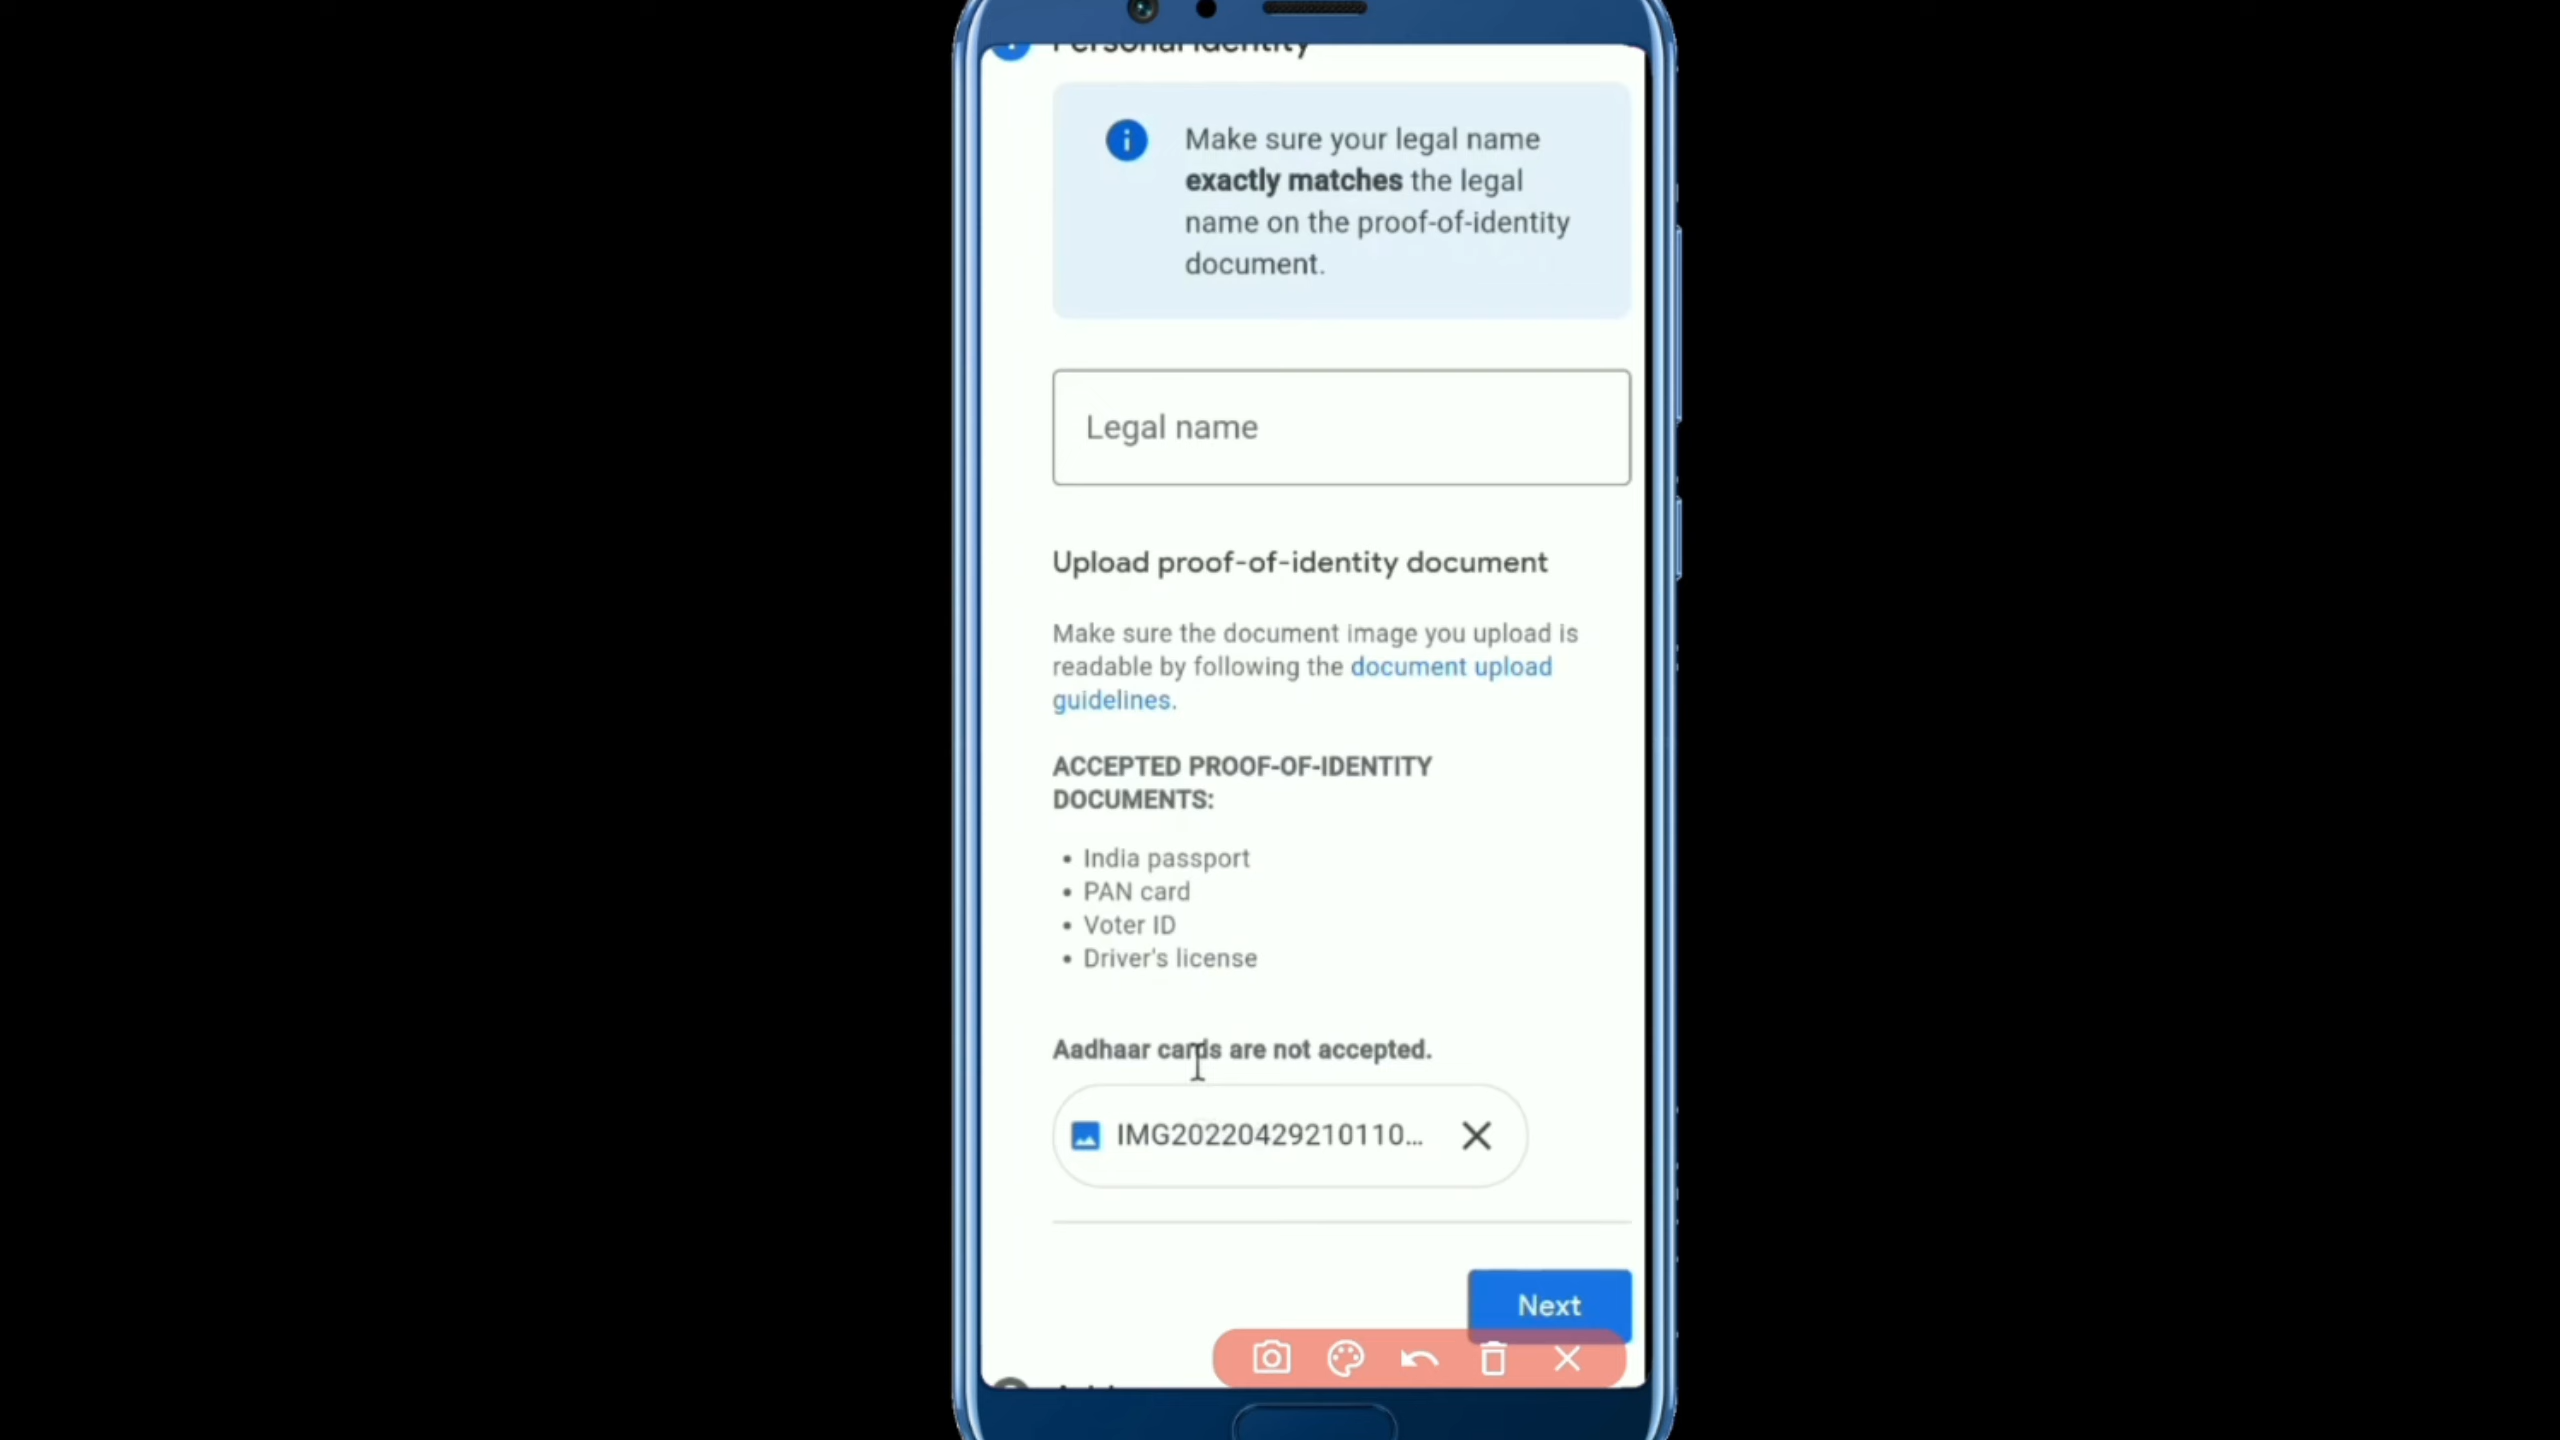 Personal Identity
Make sure your legal name
exactly matches the legal
name on the proof-of-identity
document.
Legal name
Upload proof-of-identity document
Make sure the document image you upload is
readable by following the document upload
guidelines.
ACCEPTED PROOF-OF-IDENTITY
DOCUMENTS:
• India passport
• PAN card
• Voter ID
• Driver's license
Aadhaar cards are not accepted.
IMG20220429210110...
Next